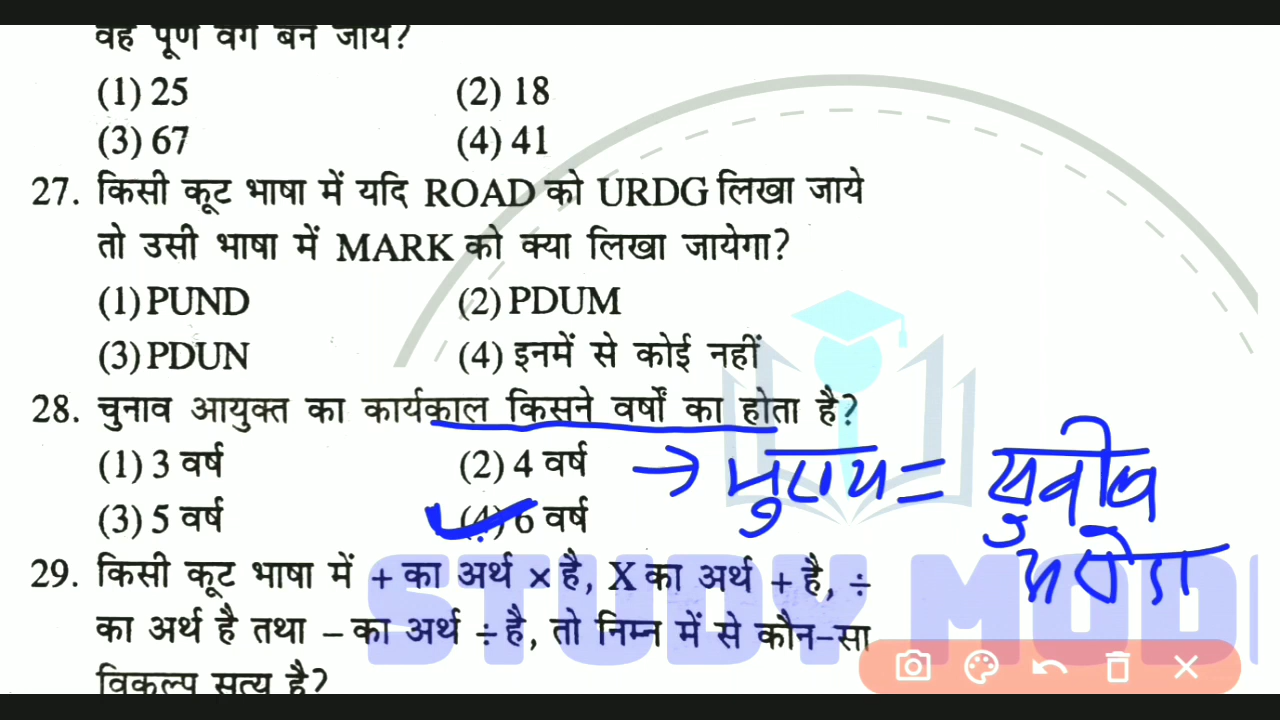 वह पूर्ण वर्ग बन जाये?
(1) 25 (2) 18
(3) 67 (4) 41
27. किसी कूट भाषा में यदि ROAD को URDG लिखा जाये
तो उसी भाषा में MARK को क्या लिखा जायेगा?
(1) PUND (2) PDUM
(3) PDUN (4) इनमें से कोई नहीं
28. चुनाव आयुक्त का कार्यकाल किसने वर्षों का होता है?
(1) 3 वर्ष (2) 4 वर्ष
→ मुख्य = सुनील
(3) 5 वर्ष (4) 6 वर्ष
अरोडा
29. किसी कूट भाषा में + का अर्थ × है, X का अर्थ + है, ÷
का अर्थ है तथा – का अर्थ ÷ है, तो निम्न में से कौन–सा
विकल्प सत्य है?
STUDY MOD